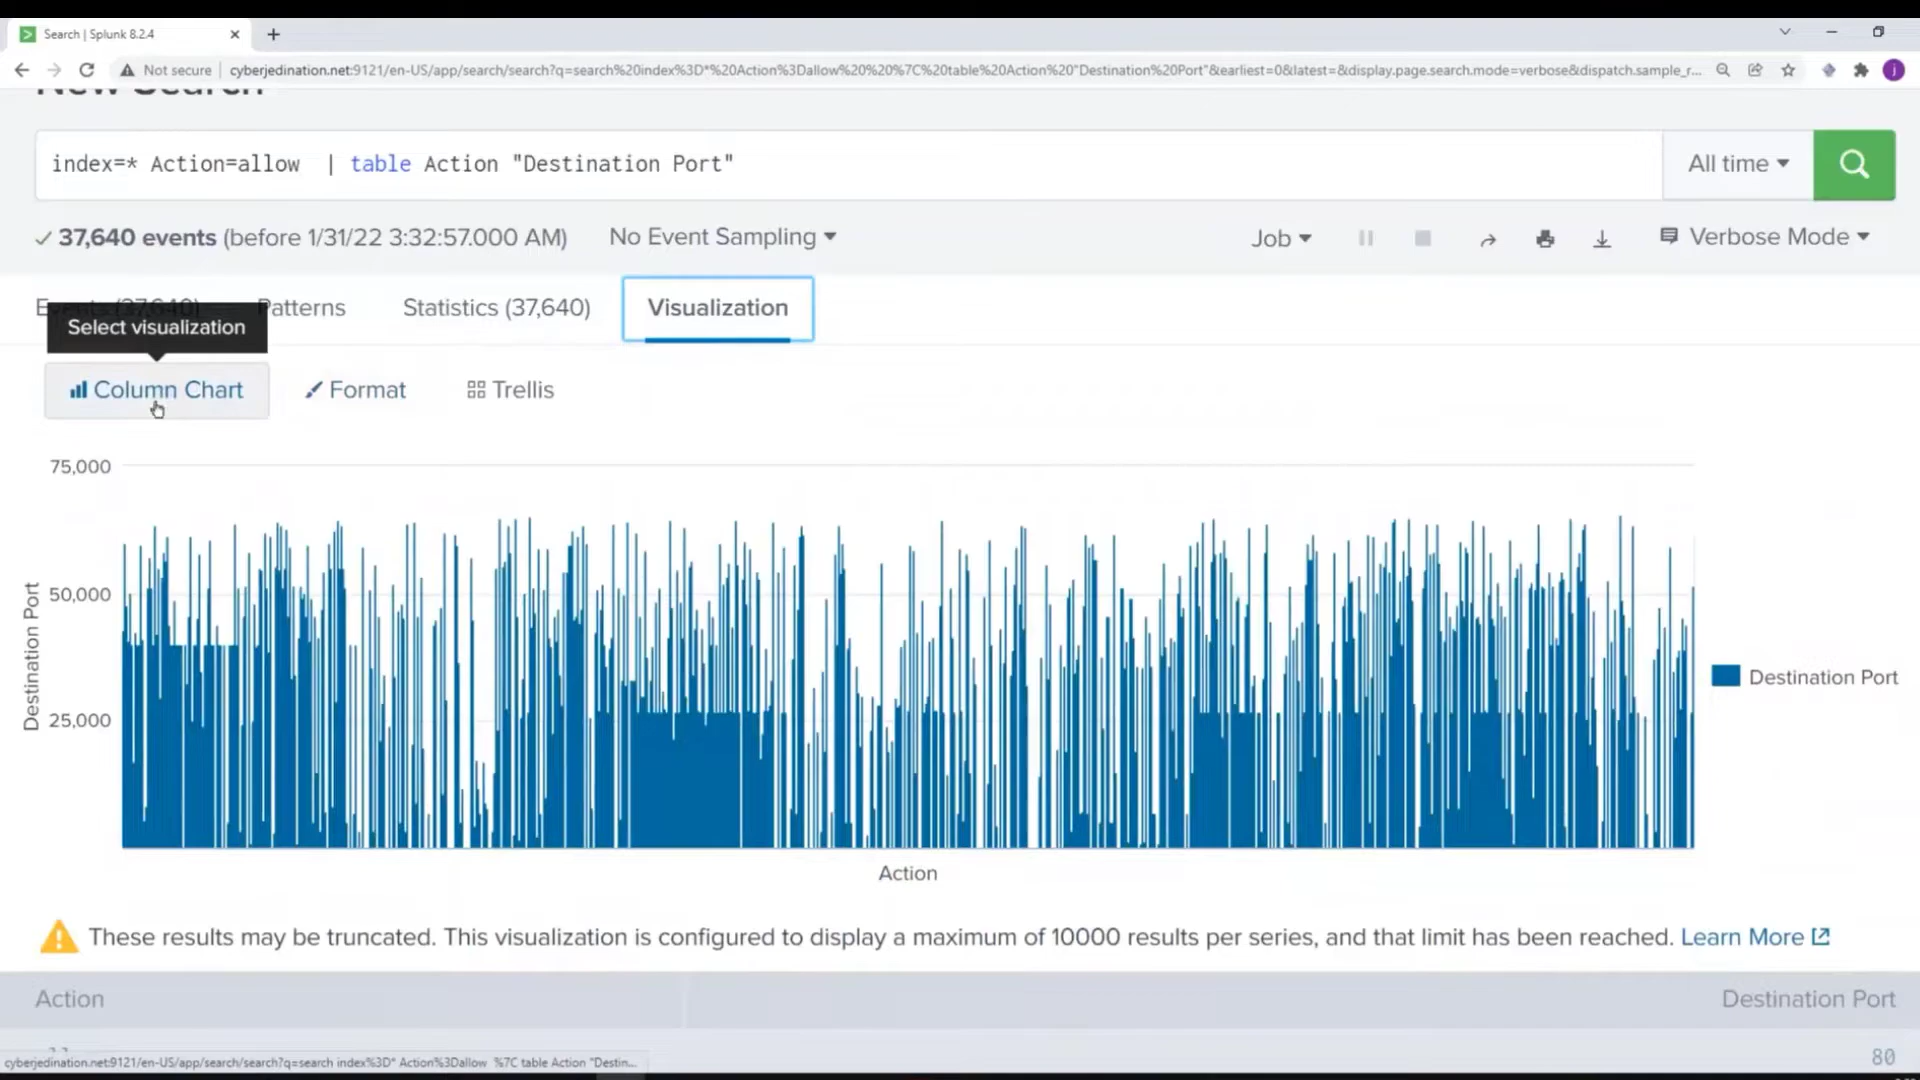 Search | Splunk 8.2.4
Not secure
cyberjedination.net:9121/en-US/app/search/search?q=search%20index%3D*%20Action%3Dallow%20%20%7C%20table%20Action%20"Destination%20Port"&earliest=0&latest=&display.page.search.mode=verbose&dispatch.sample_r...
j
New Search
index=* Action=allow | table Action "Destination Port"
All time
37,640 events (before 1/31/22 3:32:57.000 AM)
No Event Sampling
Job
Verbose Mode
Events (37,640)
Patterns
Statistics (37,640)
Visualization
Select visualization
Column Chart
Format
Trellis
75,000
50,000
25,000
Destination Port
Action
Destination Port
These results may be truncated. This visualization is configured to display a maximum of 10000 results per series, and that limit has been reached. Learn More
Action
Destination Port
80
cyberjedination.net:9121/en-US/app/search/search?q=search index%3D* Action%3Dallow %7C table Action "Destin...